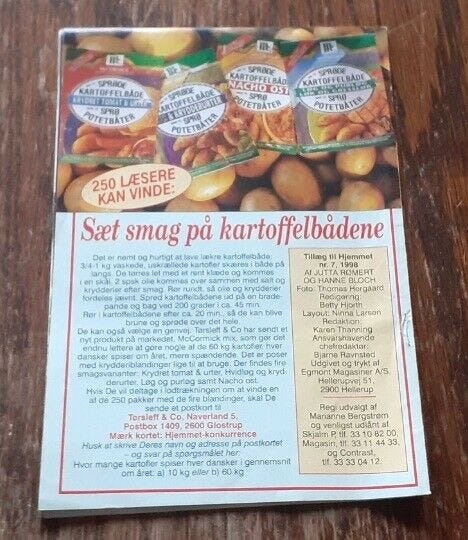 SPRØDE
KARTOFFELBÅDE
KRYDRET TOMAT & URTER
SPRØ
POTETBÅTER
SPRØDE
KARTOFFELBÅDE
& KRYDDERURTER
SPRØ
POTETBÅTER
SPRØDE
KARTOFFELBÅDE
NACHO OST
SPRØ
POTETBÅTER
SPRØDE
KARTOFFELBÅDE
SPRØ
POTETBÅTER
250 LÆSERE
KAN VINDE:
Sæt smag på kartoffelbådene
Det er nemt og hurtigt at lave lækre kartoffelbåde:
3/4-1 kg vaskede, uskrællede kartofler skæres i både på
langs. De tørres let med et rent klæde og kommes
i en skål. 2 spsk olie kommes over sammen med salt og
krydderier efter smag. Rør rundt, så olie og krydderier
fordeles jævnt. Spred kartoffelbådene ud på en brade-
pande og bag ved 200 grader i ca. 45 min.
Rør i kartoffelbådene efter ca. 20 min., så de kan blive
brune og sprøde over det hele.
De kan også vælge en genvej: Tørsleff & Co har sendt et
nyt produkt på markedet, McCormick mix, som gør det
endnu lettere at gøre nogle af de 60 kg kartofler, hver
dansker spiser om året, mere spændende. Det er poser
med krydderiblandinger lige til at bruge. Der findes fire
smagsvarianter: Krydret tomat & urter, Hvidløg og kryd-
derurter, Løg og purløg samt Nacho ost.
Hvis De vil deltage i lodtrækningen om at vinde en
af de 250 pakker med de fire blandinger, skal De
sende et postkort til
Tørsleff & Co, Naverland 5,
Postbox 1409, 2600 Glostrup
Mærk kortet: Hjemmet-konkurrence
Husk at skrive Deres navn og adresse på postkortet
- og svar på spørgsmålet her:
Hvor mange kartofler spiser hver dansker i gennemsnit
om året: a) 10 kg eller b) 60 kg
Tillæg til Hjemmet
nr. 7, 1998
Af JUTTA RØMERT
OG HANNE BLOCH
Foto: Thomas Hergaard
Redigering:
Betty Hjorth
Layout: Ninna Larson
Redaktion:
Karen Thanning
Ansvarshavende
chefredaktør:
Bjarne Ravnsted
Udgivet og trykt af
Egmont Magasiner A/S,
Hellerupvej 51,
2900 Hellerup
Regi udvalgt af
Marianne Bergstrøm
og venligst udlånt af
Skjalm P, tlf. 33 10 82 00.
Magasin, tlf. 33 11 44 33,
og Contrast,
tlf. 33 33 04 12.